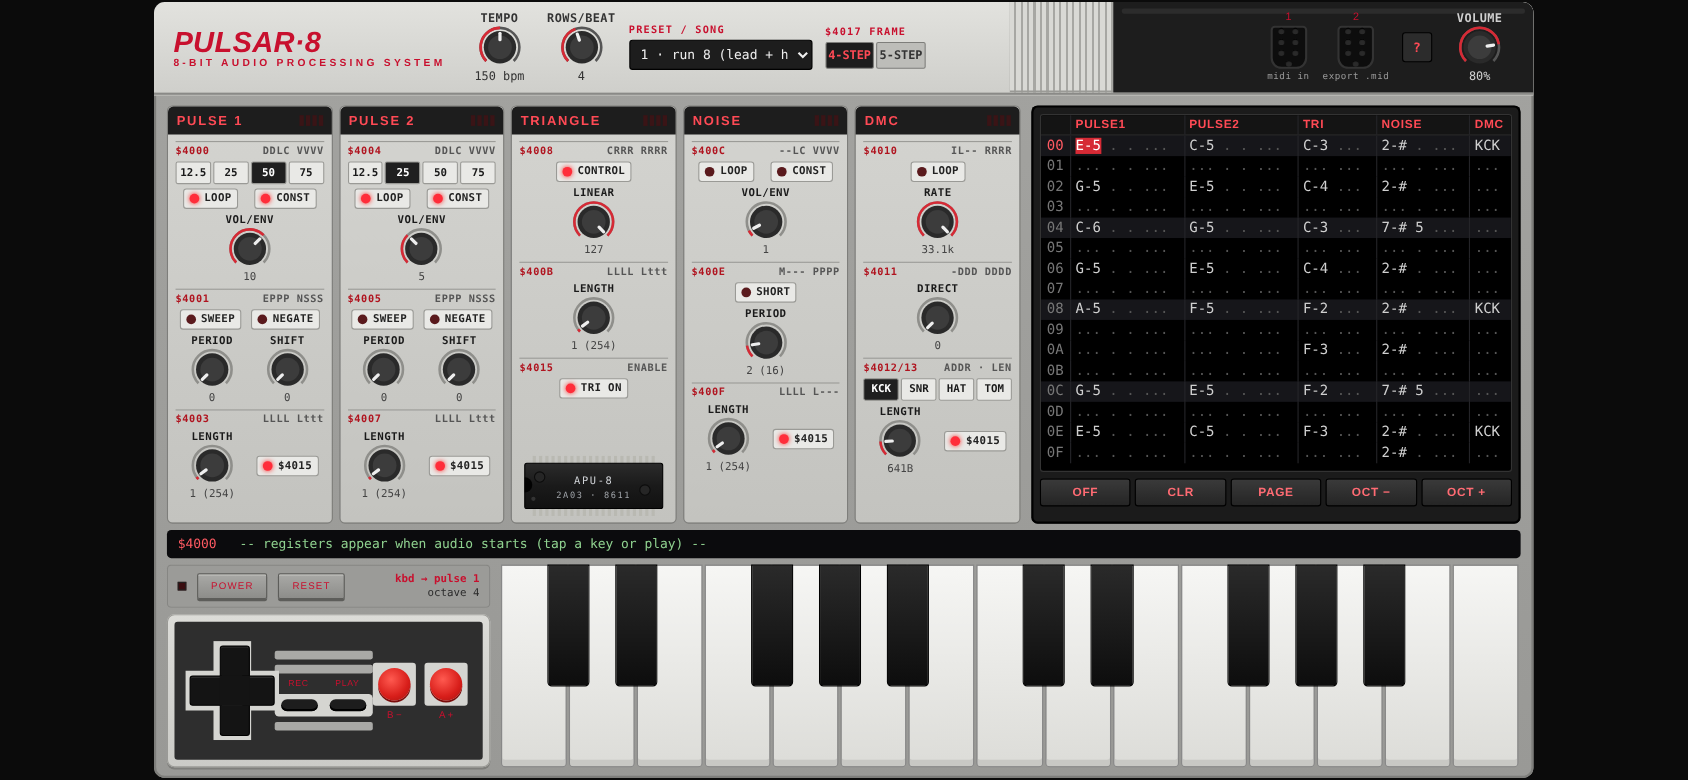 PULSAR·8
8-BIT AUDIO PROCESSING SYSTEM
TEMPO
150 bpm
ROWS/BEAT
4
PRESET / SONG
1 · run 8 (lead + h
$4017 FRAME
4-STEP 5-STEP
1 2
midi in export .mid
?
VOLUME
80%
PULSE 1
$4000 DDLC VVVV
12.5 25 50 75
LOOP CONST
VOL/ENV
10
$4001 EPPP NSSS
SWEEP NEGATE
PERIOD SHIFT
0 0
$4003 LLLL Lttt
LENGTH
$4015
1 (254)
PULSE 2
$4004 DDLC VVVV
12.5 25 50 75
LOOP CONST
VOL/ENV
5
$4005 EPPP NSSS
SWEEP NEGATE
PERIOD SHIFT
0 0
$4007 LLLL Lttt
LENGTH
$4015
1 (254)
TRIANGLE
$4008 CRRR RRRR
CONTROL
LINEAR
127
$400B LLLL Lttt
LENGTH
1 (254)
$4015 ENABLE
TRI ON
APU-8
2A03 · 8611
NOISE
$400C --LC VVVV
LOOP CONST
VOL/ENV
1
$400E M--- PPPP
SHORT
PERIOD
2 (16)
$400F LLLL L---
LENGTH
$4015
1 (254)
DMC
$4010 IL-- RRRR
LOOP
RATE
33.1k
$4011 -DDD DDDD
DIRECT
0
$4012/13 ADDR · LEN
KCK SNR HAT TOM
LENGTH
$4015
641B
PULSE1 PULSE2 TRI NOISE DMC
00 E-5 . . ... C-5 . . ... C-3 ... 2-# . ... KCK
01 ... . . ... ... . . ... ... ... ... . ... ...
02 G-5 . . ... E-5 . . ... C-4 ... 2-# . ... ...
03 ... . . ... ... . . ... ... ... ... . ... ...
04 C-6 . . ... G-5 . . ... C-3 ... 7-# 5 ... ...
05 ... . . ... ... . . ... ... ... ... . ... ...
06 G-5 . . ... E-5 . . ... C-4 ... 2-# . ... ...
07 ... . . ... ... . . ... ... ... ... . ... ...
08 A-5 . . ... F-5 . . ... F-2 ... 2-# . ... KCK
09 ... . . ... ... . . ... ... ... ... . ... ...
0A ... . . ... ... . . ... F-3 ... 2-# . ... ...
0B ... . . ... ... . . ... ... ... ... . ... ...
0C G-5 . . ... E-5 . . ... F-2 ... 7-# 5 ... ...
0D ... . . ... ... . . ... ... ... ... . ... ...
0E E-5 . . ... C-5 . . ... F-3 ... 2-# . ... KCK
0F ... . . ... ... . . ... ... ... 2-# . ... ...
OFF CLR PAGE OCT − OCT +
$4000 -- registers appear when audio starts (tap a key or play) --
POWER RESET
kbd → pulse 1
octave 4
REC PLAY
B− A+